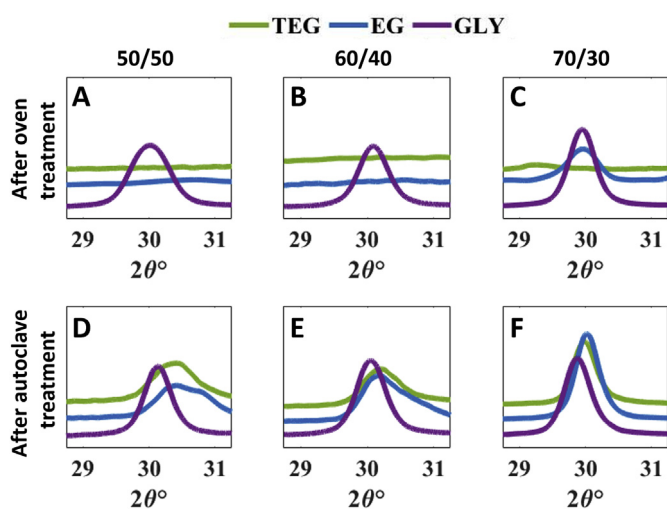 TEG EG GLY
50/50 60/40 70/30
After oven treatment
A B C
29 30 31 29 30 31 29 30 31
2θ° 2θ° 2θ°
After autoclave treatment
D E F
29 30 31 29 30 31 29 30 31
2θ° 2θ° 2θ°